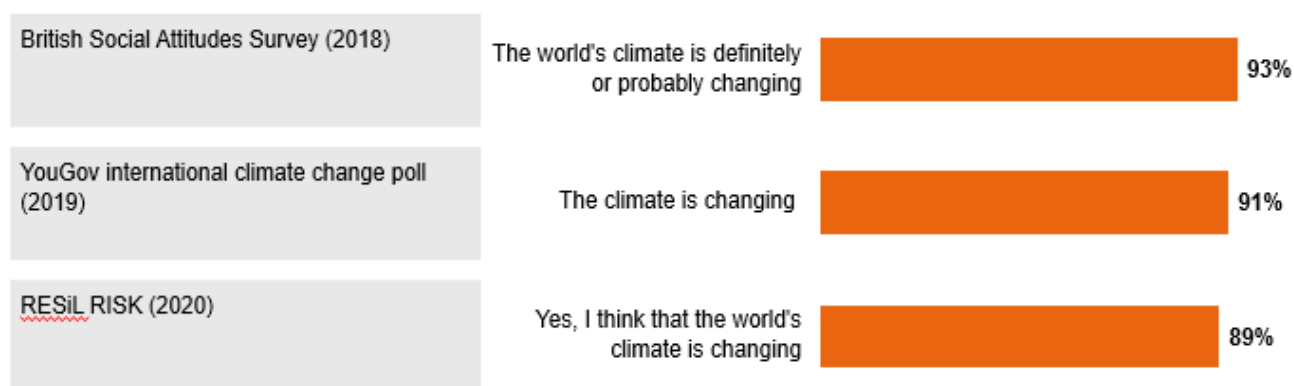 British Social Attitudes Survey (2018)
The world's climate is definitely
or probably changing
93%
YouGov international climate change poll
(2019)
The climate is changing
91%
RESiL RISK (2020)
Yes, I think that the world's
climate is changing
89%